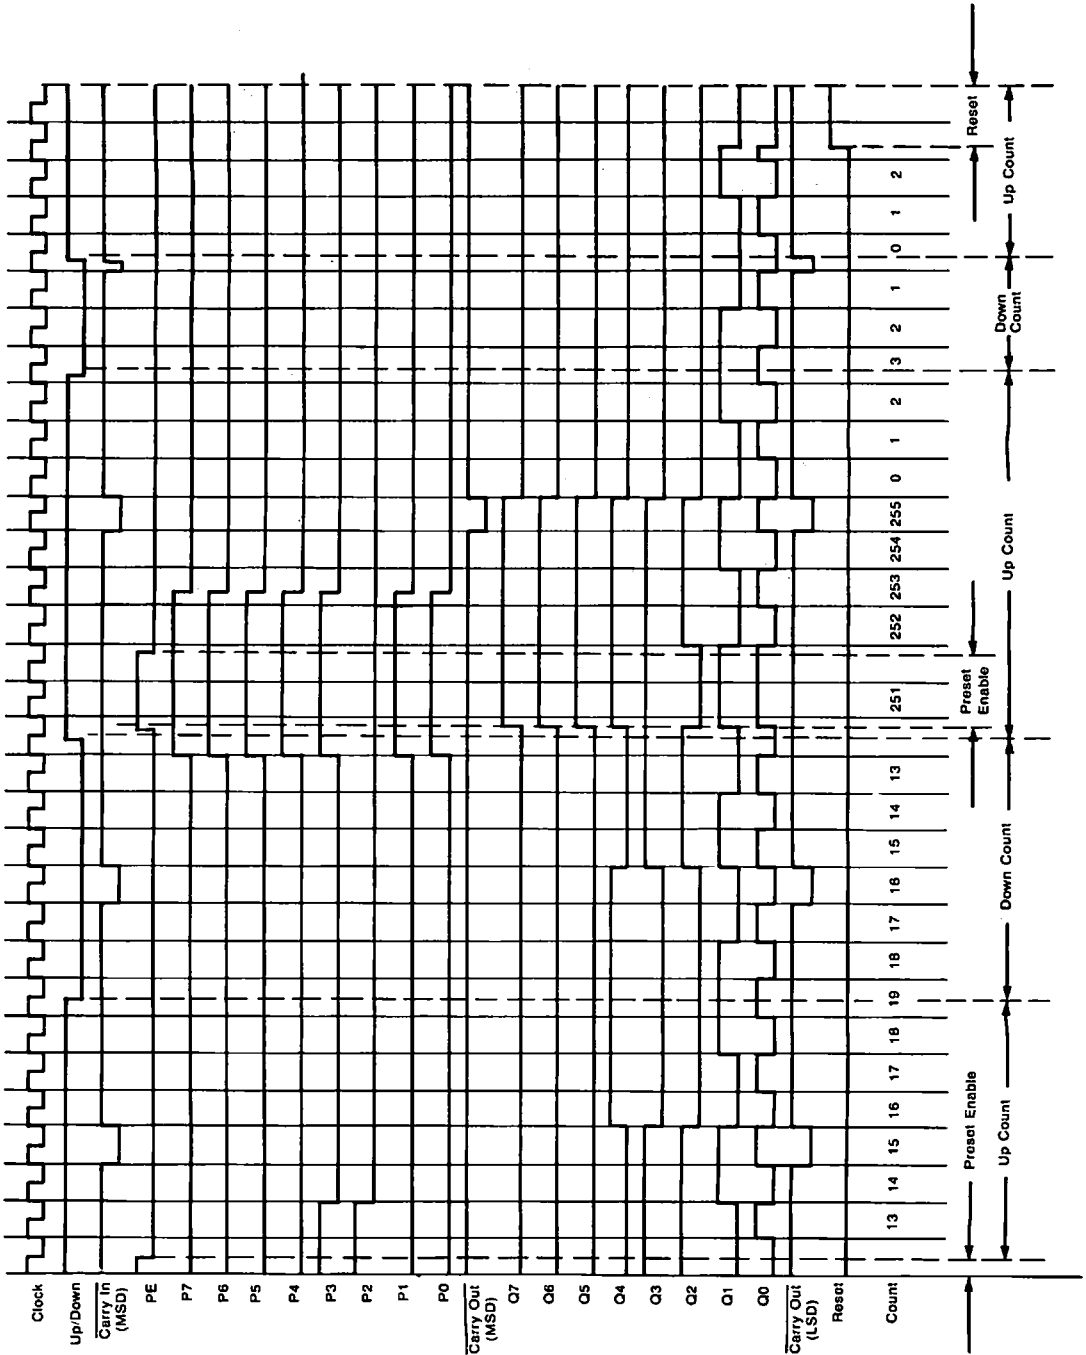 Clock
Up/Down
Carry In
(MSD)
PE
P7
P6
P5
P4
P3
P2
P1
P0
Carry Out
(MSD)
Q7
Q6
Q5
Q4
Q3
Q2
Q1
Q0
Carry Out
(LSD)
Reset
Count 13 14 15 16 17 18 19 18 17 16 15 14 13 251 252 253 254 255 0 1 2 3 2 1 0 1 2
Preset Enable
Preset
Enable
Reset
Up Count
Down Count
Up Count
Down
Count
Up Count